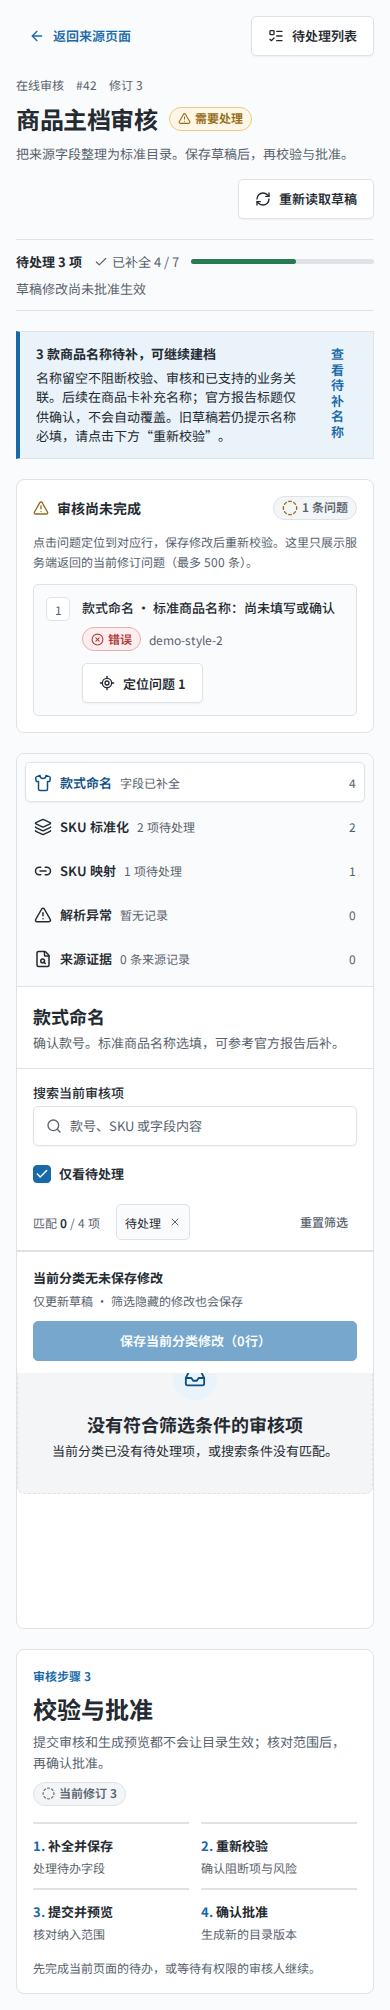 返回来源页面
待处理列表
在线审核 #42 修订 3
商品主档审核
需要处理
把来源字段整理为标准目录。保存草稿后，再校验与批准。
重新读取草稿
待处理 3 项
已补全 4 / 7
草稿修改尚未批准生效
3 款商品名称待补，可继续建档
名称留空不阻断校验、审核和已支持的业务关
联。后续在商品卡补充名称；官方报告标题仅
供确认，不会自动覆盖。旧草稿若仍提示名称
必填，请点击下方“重新校验”。
查看待补名称
审核尚未完成
1 条问题
点击问题定位到对应行，保存修改后重新校验。这里只展示服
务端返回的当前修订问题（最多 500 条）。
1
款式命名 · 标准商品名称：尚未填写或确认
错误
demo-style-2
定位问题 1
款式命名 字段已补全 4
SKU 标准化 2 项待处理 2
SKU 映射 1 项待处理 1
解析异常 暂无记录 0
来源证据 0 条来源记录 0
款式命名
确认款号。标准商品名称选填，可参考官方报告后补。
搜索当前审核项
款号、SKU 或字段内容
仅看待处理
匹配 0 / 4 项
待处理
重置筛选
当前分类无未保存修改
仅更新草稿 · 筛选隐藏的修改也会保存
保存当前分类修改（0行）
没有符合筛选条件的审核项
当前分类已没有待处理项，或搜索条件没有匹配。
审核步骤 3
校验与批准
提交审核和生成预览都不会让目录生效；核对范围后，
再确认批准。
当前修订 3
1. 补全并保存
处理待办字段
2. 重新校验
确认阻断项与风险
3. 提交并预览
核对纳入范围
4. 确认批准
生成新的目录版本
先完成当前页面的待办，或等待有权限的审核人继续。